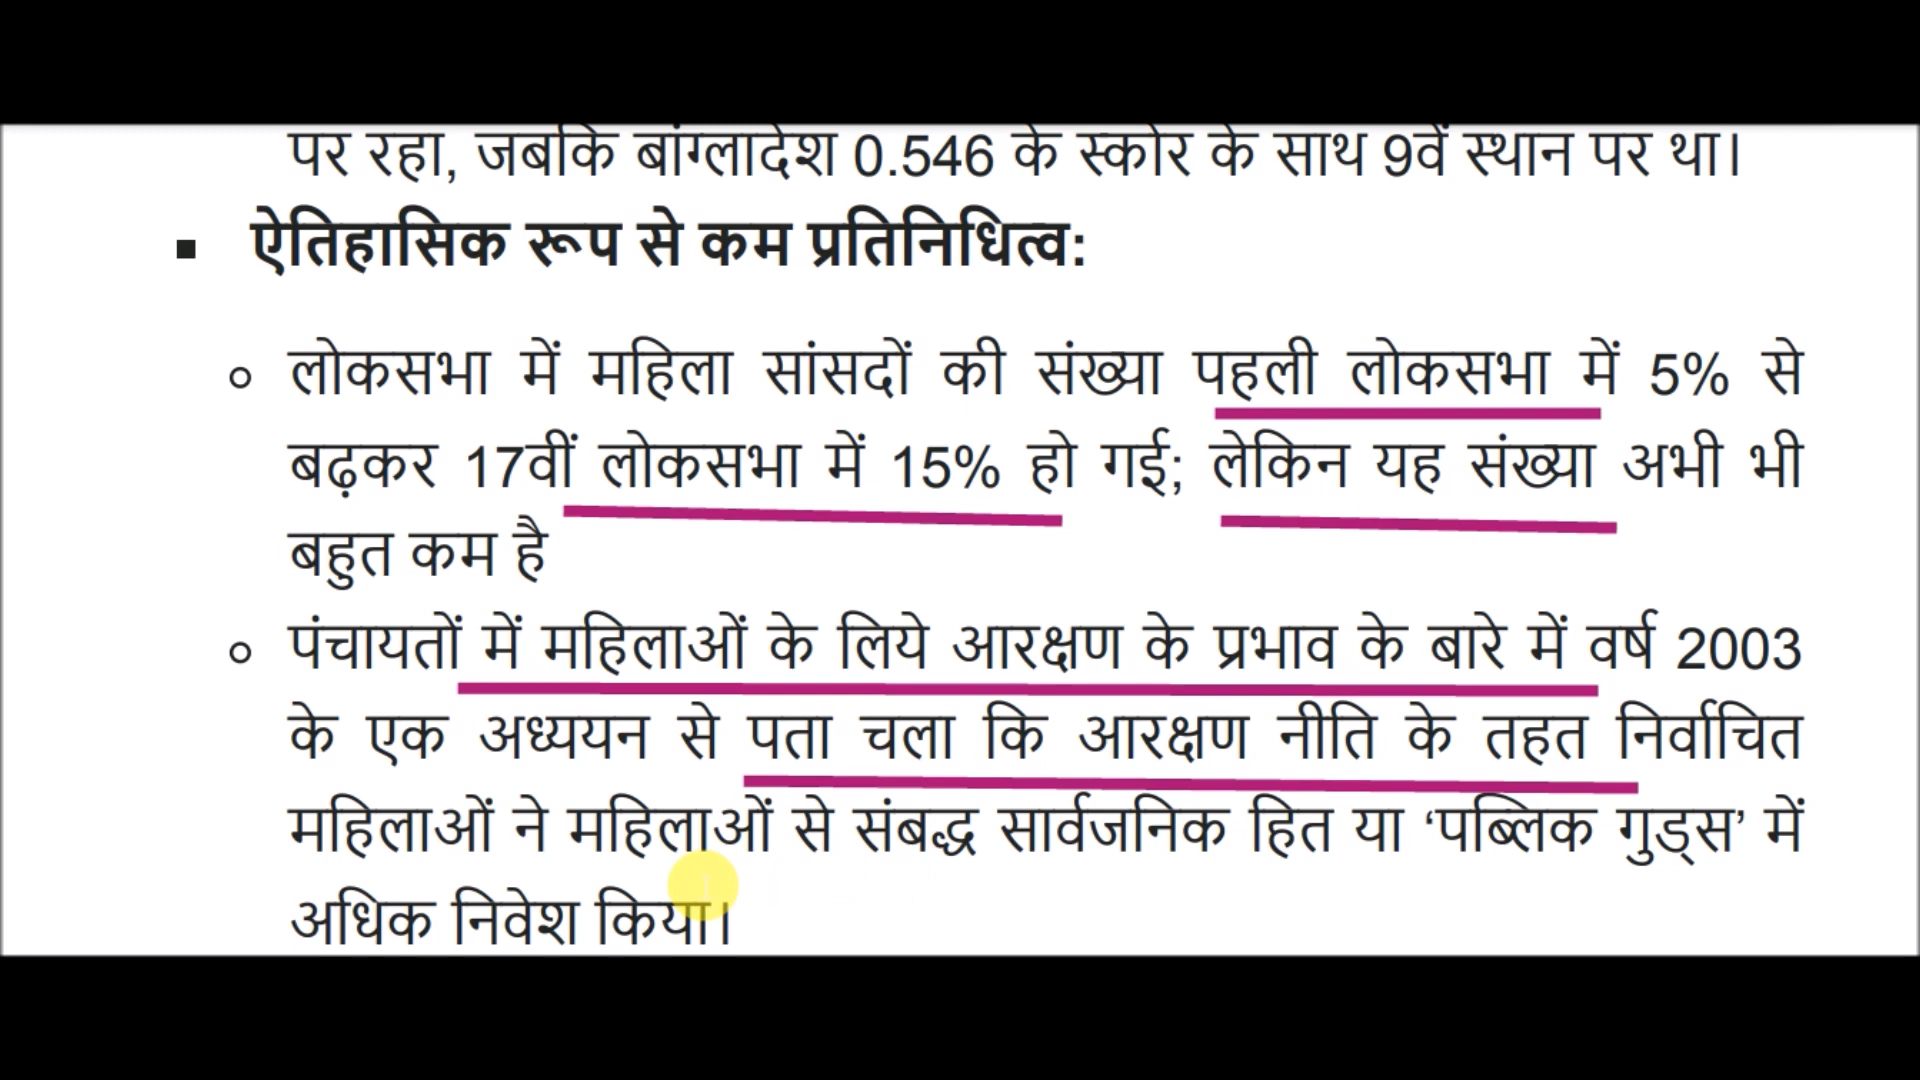 पर रहा, जबकि बांग्लादेश 0.546 के स्कोर के साथ 9वें स्थान पर था।
▪ ऐतिहासिक रूप से कम प्रतिनिधित्व:
○ लोकसभा में महिला सांसदों की संख्या पहली लोकसभा में 5% से
बढ़कर 17वीं लोकसभा में 15% हो गई; लेकिन यह संख्या अभी भी
बहुत कम है
○ पंचायतों में महिलाओं के लिये आरक्षण के प्रभाव के बारे में वर्ष 2003
के एक अध्ययन से पता चला कि आरक्षण नीति के तहत निर्वाचित
महिलाओं ने महिलाओं से संबद्ध सार्वजनिक हित या ‘पब्लिक गुड्स’ में
अधिक निवेश किया।